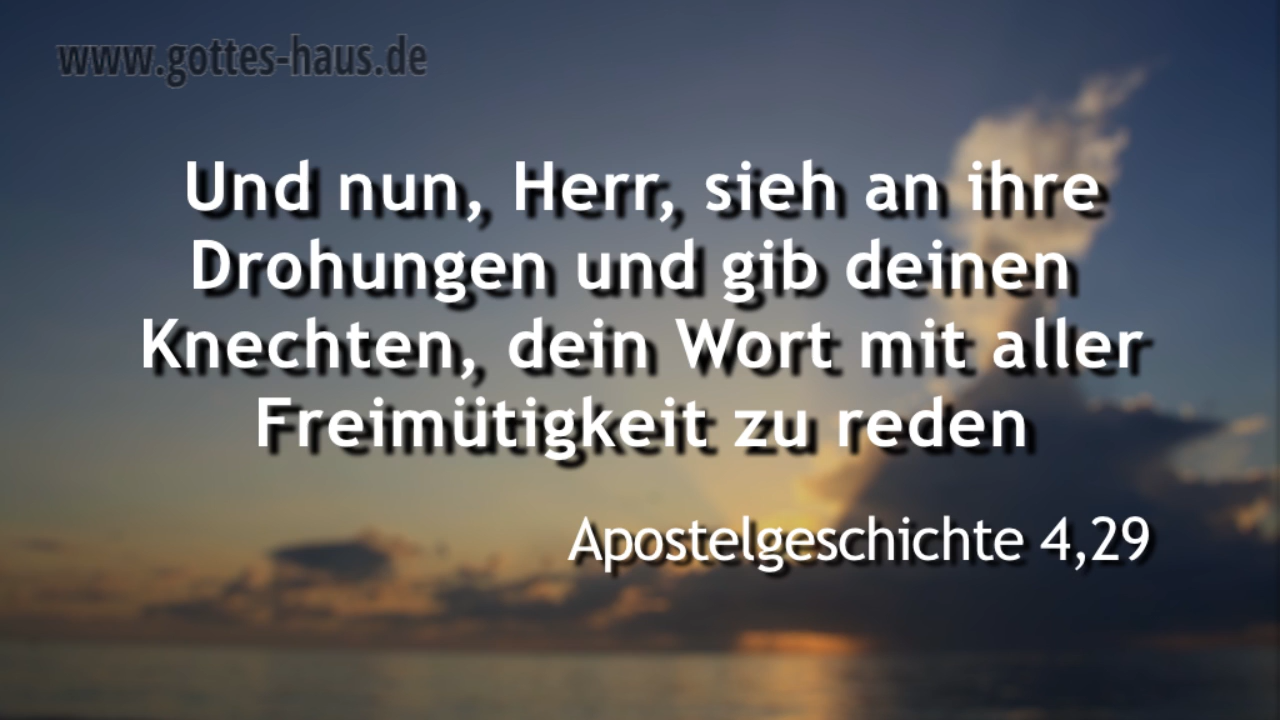 www.gottes-haus.de
Und nun, Herr, sieh an ihre
Drohungen und gib deinen
Knechten, dein Wort mit aller
Freimütigkeit zu reden
Apostelgeschichte 4,29